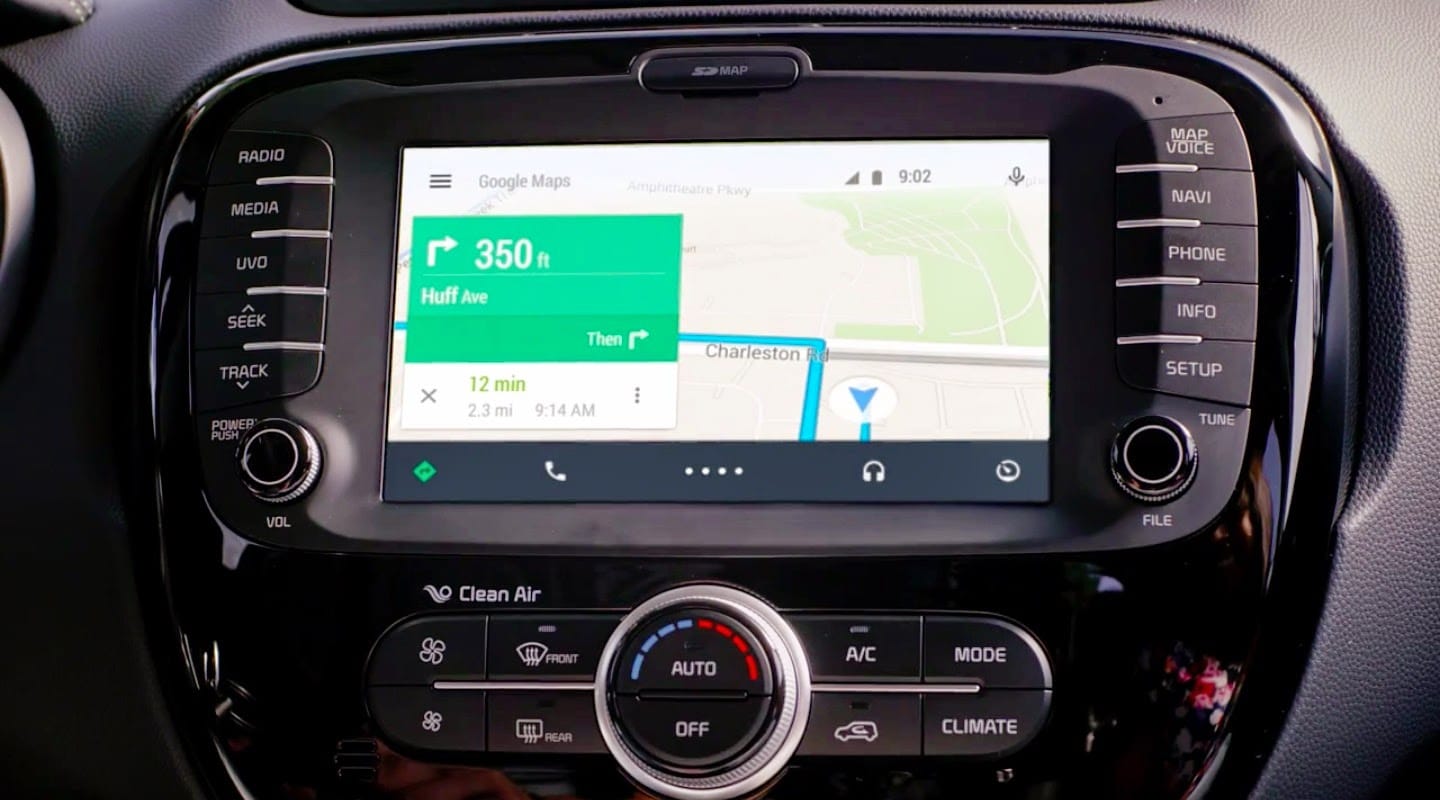 SD MAP
RADIO
MEDIA
UVO
SEEK
TRACK
POWER
PUSH
VOL
Google Maps
Amphitheatre Pkwy
9:02
350 ft
Huff Ave
Then
12 min
2.3 mi 9:14 AM
Charleston Rd
MAP
VOICE
NAVI
PHONE
INFO
SETUP
TUNE
FILE
Clean Air
FRONT
AUTO
A/C
MODE
REAR
OFF
CLIMATE